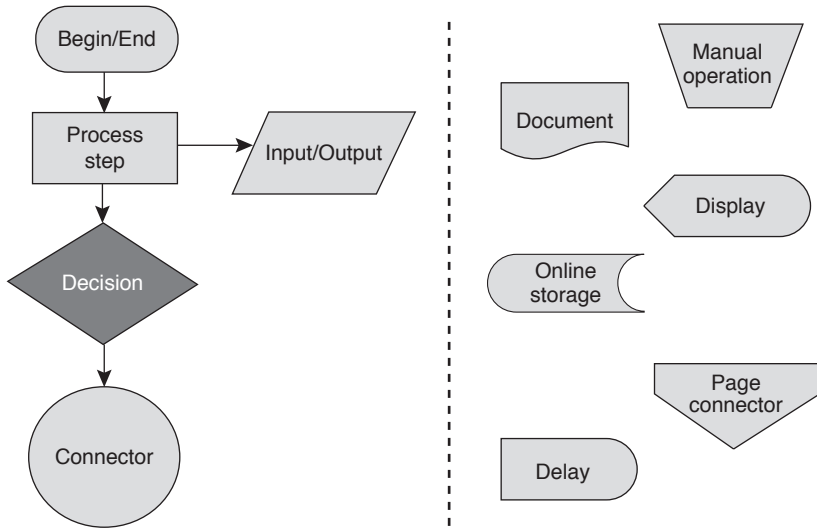 Begin/End
Process
step
Input/Output
Decision
Connector
Manual
operation
Document
Display
Online
storage
Page
connector
Delay